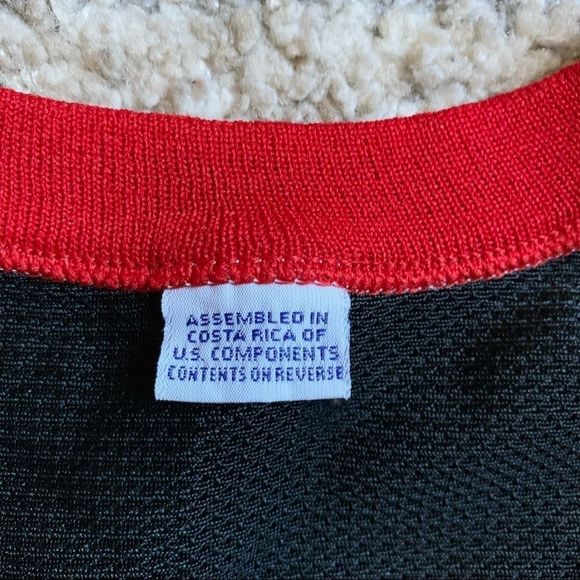 ASSEMBLED IN
COSTA RICA OF
U.S. COMPONENTS
CONTENTS ON REVERSE